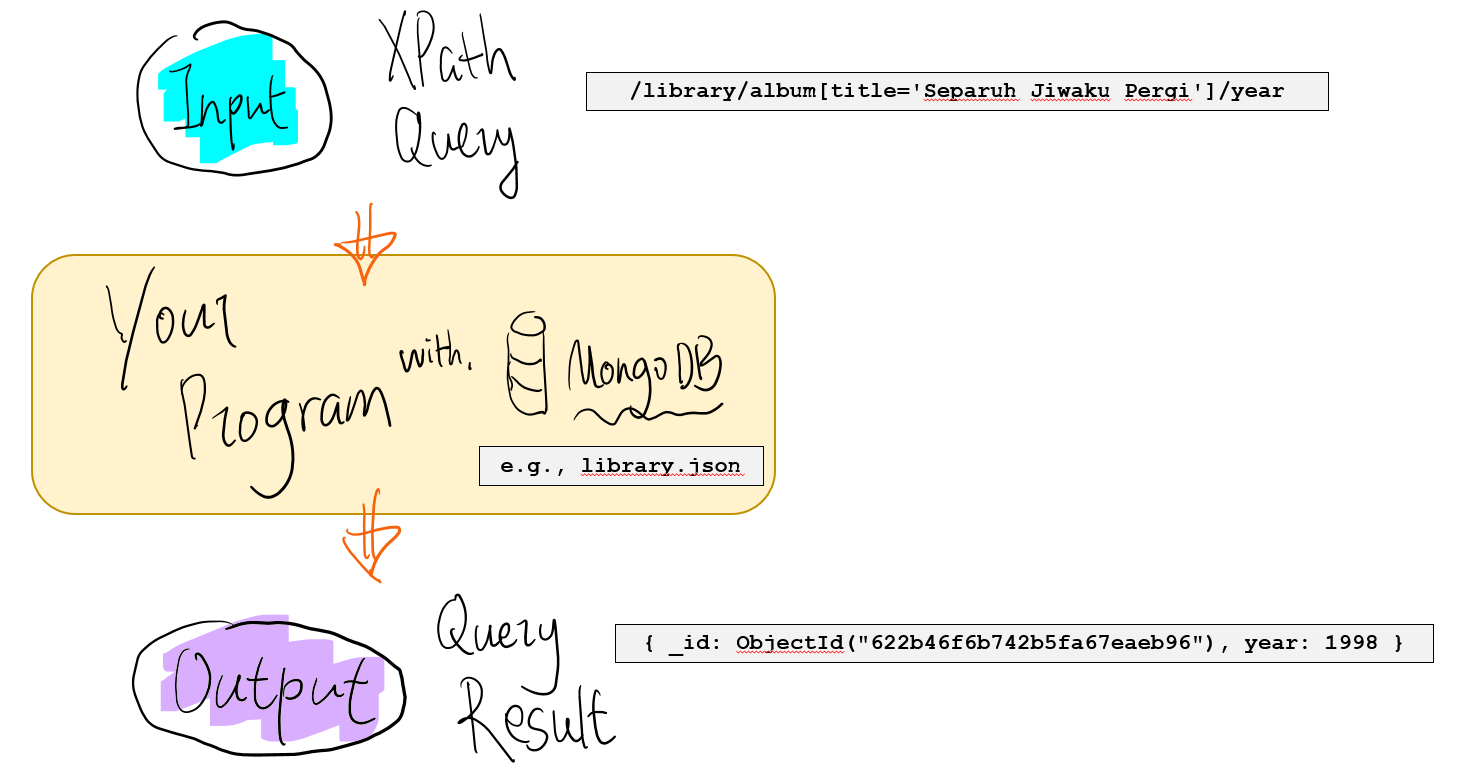 Input
XPath
Query
/library/album[title='Separuh Jiwaku Pergi']/year
Your
Program
with.
MongoDB
e.g., library.json
Output
Query
Result
{ _id: ObjectId("622b46f6b742b5fa67eaeb96"), year: 1998 }